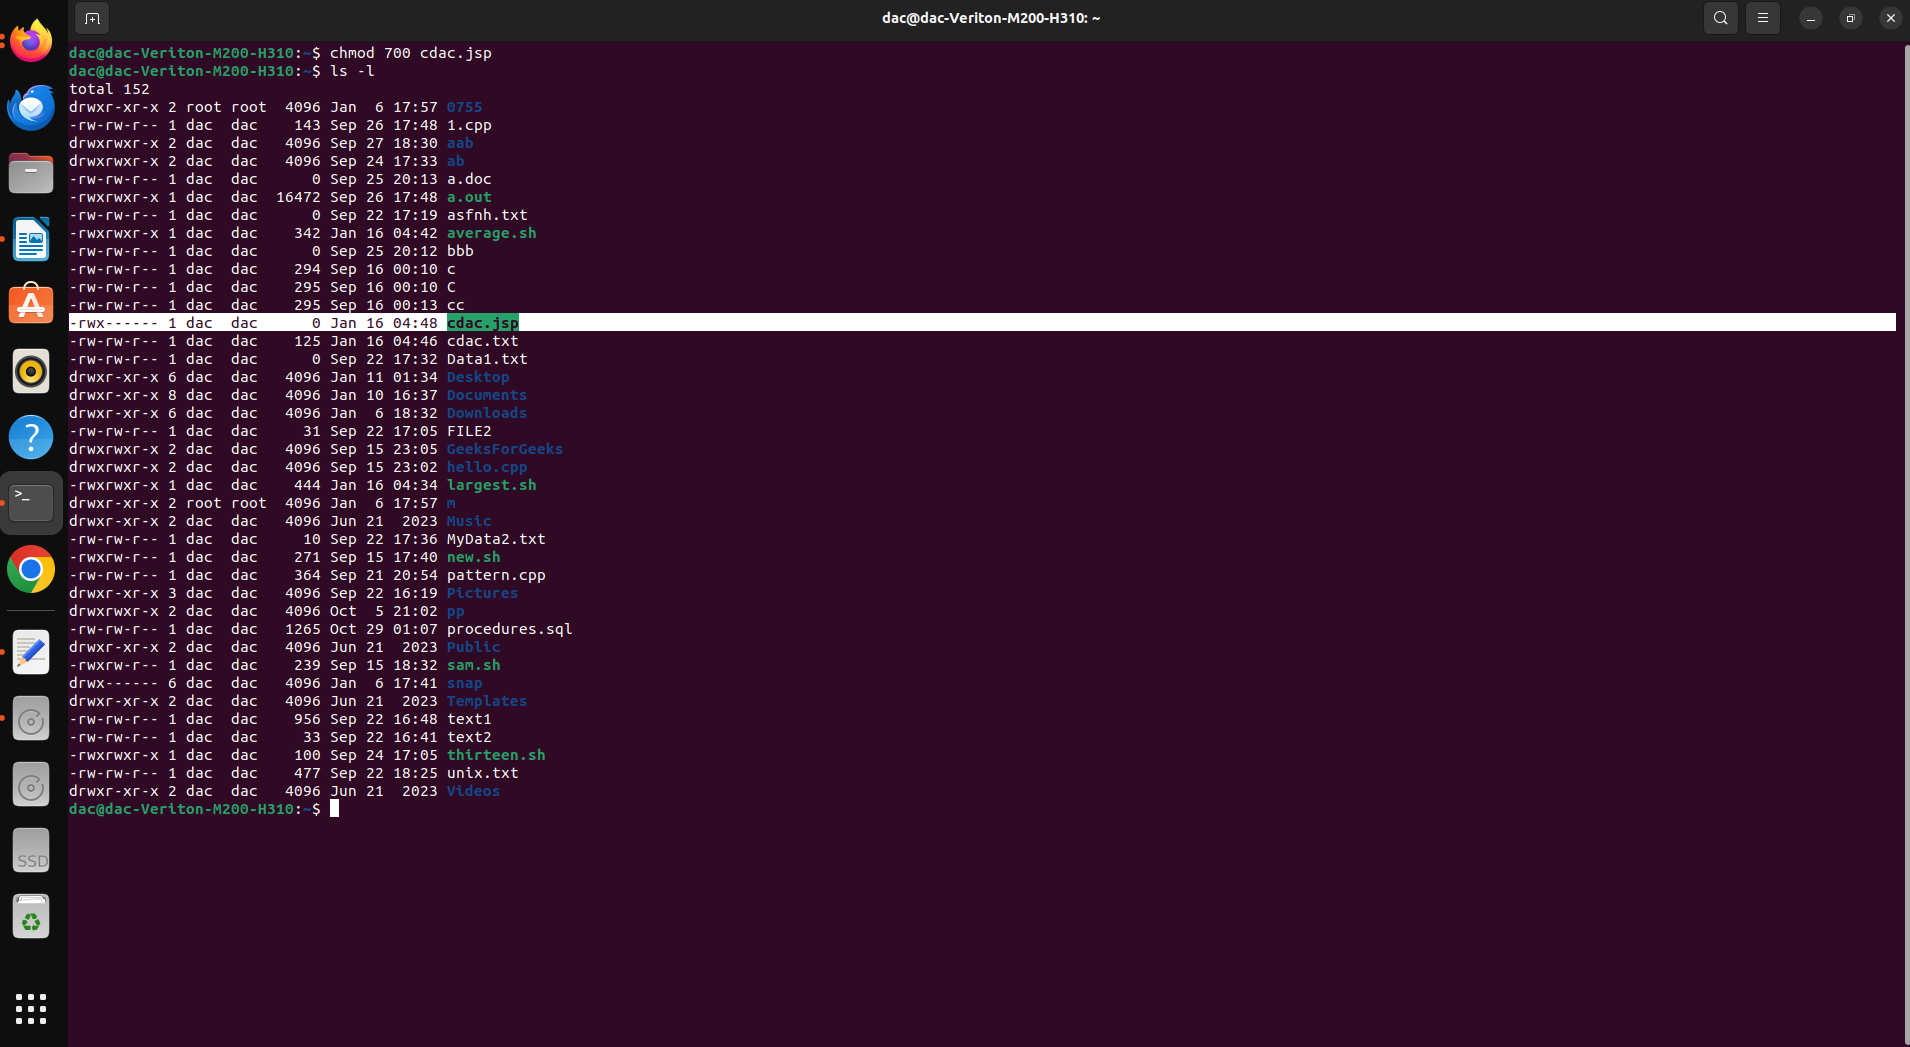 dac@dac-Veriton-M200-H310: ~
dac@dac-Veriton-M200-H310:~$ chmod 700 cdac.jsp
dac@dac-Veriton-M200-H310:~$ ls -l
total 152
drwxr-xr-x 2 root root  4096 Jan  6 17:57 0755
-rw-rw-r-- 1 dac  dac    143 Sep 26 17:48 1.cpp
drwxrwxr-x 2 dac  dac   4096 Sep 27 18:30 aab
drwxrwxr-x 2 dac  dac   4096 Sep 24 17:33 ab
-rw-rw-r-- 1 dac  dac      0 Sep 25 20:13 a.doc
-rwxrwxr-x 1 dac  dac  16472 Sep 26 17:48 a.out
-rw-rw-r-- 1 dac  dac      0 Sep 22 17:19 asfnh.txt
-rwxrwxr-x 1 dac  dac    342 Jan 16 04:42 average.sh
-rw-rw-r-- 1 dac  dac      0 Sep 25 20:12 bbb
-rw-rw-r-- 1 dac  dac    294 Sep 16 00:10 c
-rw-rw-r-- 1 dac  dac    295 Sep 16 00:10 C
-rw-rw-r-- 1 dac  dac    295 Sep 16 00:13 cc
-rwx------ 1 dac  dac      0 Jan 16 04:48 cdac.jsp
-rw-rw-r-- 1 dac  dac    125 Jan 16 04:46 cdac.txt
-rw-rw-r-- 1 dac  dac      0 Sep 22 17:32 Data1.txt
drwxr-xr-x 6 dac  dac   4096 Jan 11 01:34 Desktop
drwxr-xr-x 8 dac  dac   4096 Jan 10 16:37 Documents
drwxr-xr-x 6 dac  dac   4096 Jan  6 18:32 Downloads
-rw-rw-r-- 1 dac  dac     31 Sep 22 17:05 FILE2
drwxrwxr-x 2 dac  dac   4096 Sep 15 23:05 GeeksForGeeks
drwxrwxr-x 2 dac  dac   4096 Sep 15 23:02 hello.cpp
-rwxrwxr-x 1 dac  dac    444 Jan 16 04:34 largest.sh
drwxr-xr-x 2 root root  4096 Jan  6 17:57 m
drwxr-xr-x 2 dac  dac   4096 Jun 21  2023 Music
-rw-rw-r-- 1 dac  dac     10 Sep 22 17:36 MyData2.txt
-rwxrw-r-- 1 dac  dac    271 Sep 15 17:40 new.sh
-rw-rw-r-- 1 dac  dac    364 Sep 21 20:54 pattern.cpp
drwxr-xr-x 3 dac  dac   4096 Sep 22 16:19 Pictures
drwxrwxr-x 2 dac  dac   4096 Oct  5 21:02 pp
-rw-rw-r-- 1 dac  dac   1265 Oct 29 01:07 procedures.sql
drwxr-xr-x 2 dac  dac   4096 Jun 21  2023 Public
-rwxrw-r-- 1 dac  dac    239 Sep 15 18:32 sam.sh
drwx------ 6 dac  dac   4096 Jan  6 17:41 snap
drwxr-xr-x 2 dac  dac   4096 Jun 21  2023 Templates
-rw-rw-r-- 1 dac  dac    956 Sep 22 16:48 text1
-rw-rw-r-- 1 dac  dac     33 Sep 22 16:41 text2
-rwxrwxr-x 1 dac  dac    100 Sep 24 17:05 thirteen.sh
-rw-rw-r-- 1 dac  dac    477 Sep 22 18:25 unix.txt
drwxr-xr-x 2 dac  dac   4096 Jun 21  2023 Videos
dac@dac-Veriton-M200-H310:~$
>_
SSD